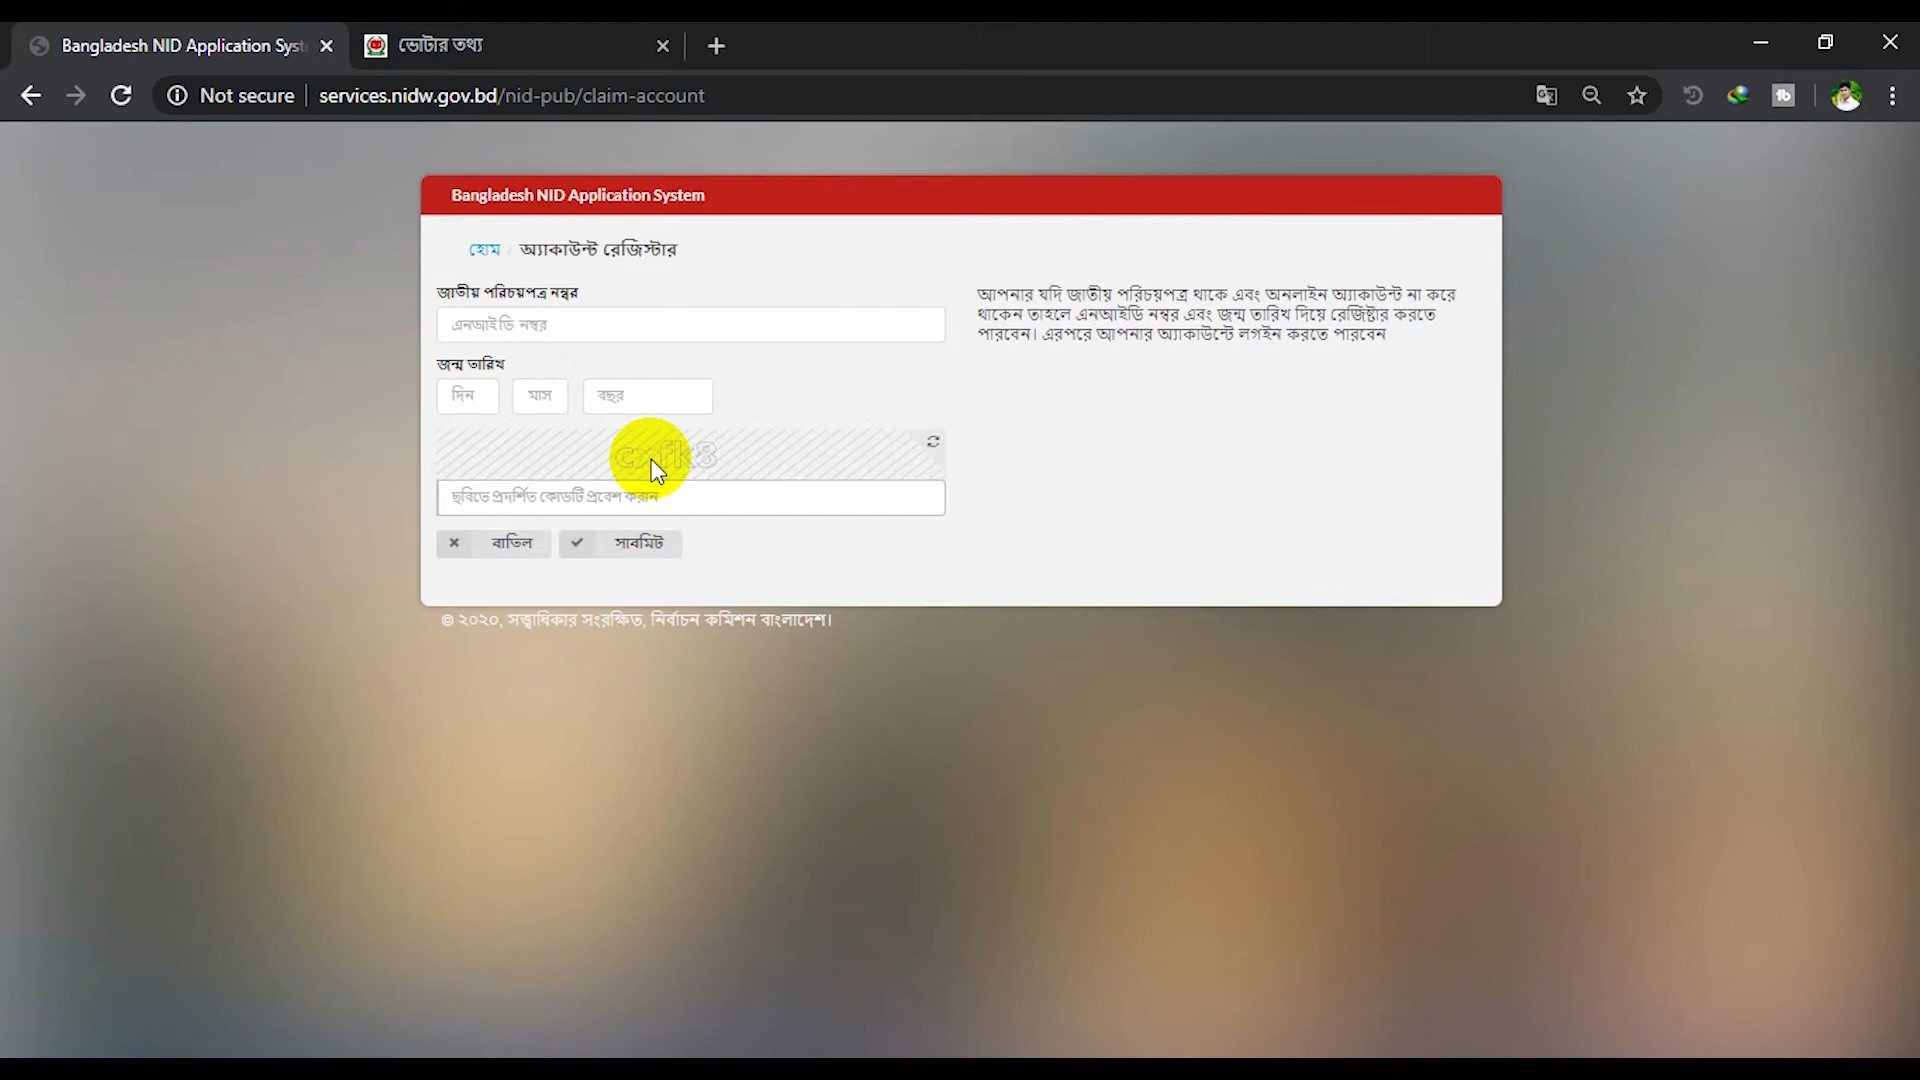 Bangladesh NID Application Syst
ভোটার তথ্য
Not secure
services.nidw.gov.bd/nid-pub/claim-account
Bangladesh NID Application System
হোম / অ্যাকাউন্ট রেজিস্টার
জাতীয় পরিচয়পত্র নম্বর
এনআইডি নম্বর
আপনার যদি জাতীয় পরিচয়পত্র থাকে এবং অনলাইন অ্যাকাউন্ট না করে
থাকেন তাহলে এনআইডি নম্বর এবং জন্ম তারিখ দিয়ে রেজিষ্টার করতে
পারবেন। এরপরে আপনার অ্যাকাউন্টে লগইন করতে পারবেন
জন্ম তারিখ
দিন মাস বছর
cxfk8
ছবিতে প্রদর্শিত কোডটি প্রবেশ করান
বাতিল সাবমিট
© ২০২০, সত্ত্বাধিকার সংরক্ষিত, নির্বাচন কমিশন বাংলাদেশ।